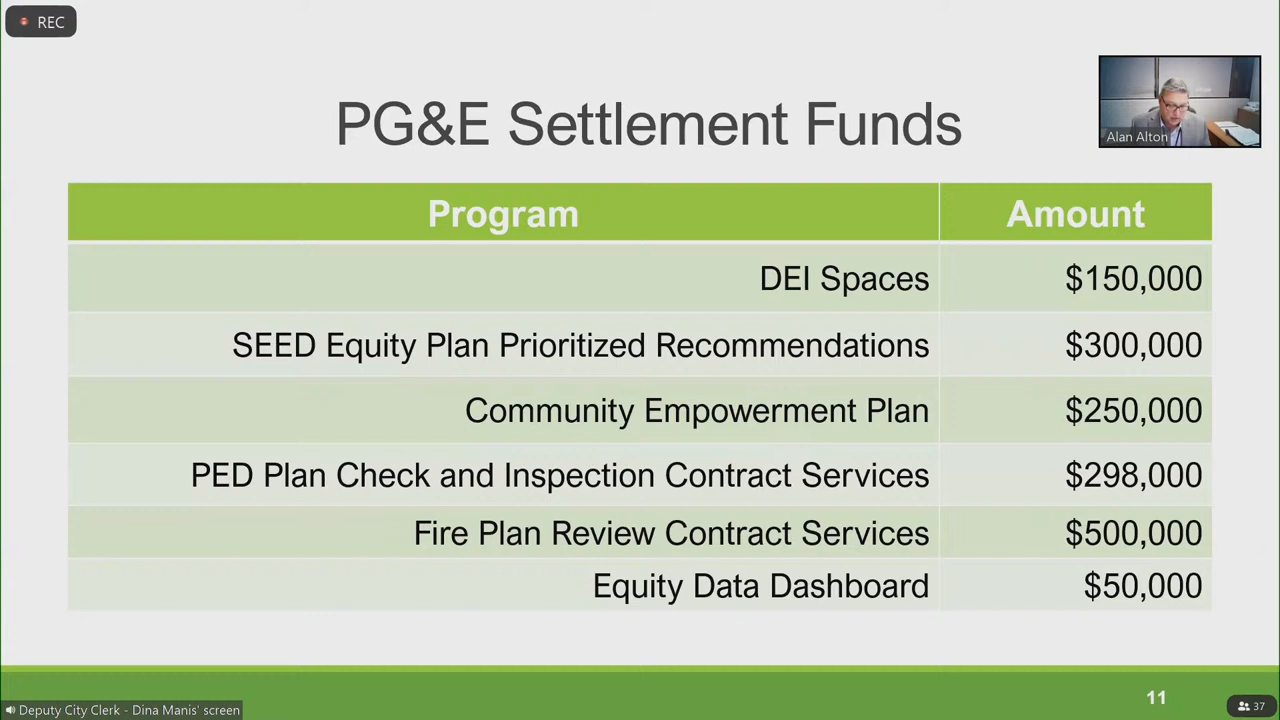 REC
PG&E Settlement Funds
Alan Alton
Program Amount
DEI Spaces $150,000
SEED Equity Plan Prioritized Recommendations $300,000
Community Empowerment Plan $250,000
PED Plan Check and Inspection Contract Services $298,000
Fire Plan Review Contract Services $500,000
Equity Data Dashboard $50,000
11
Deputy City Clerk - Dina Manis' screen
37